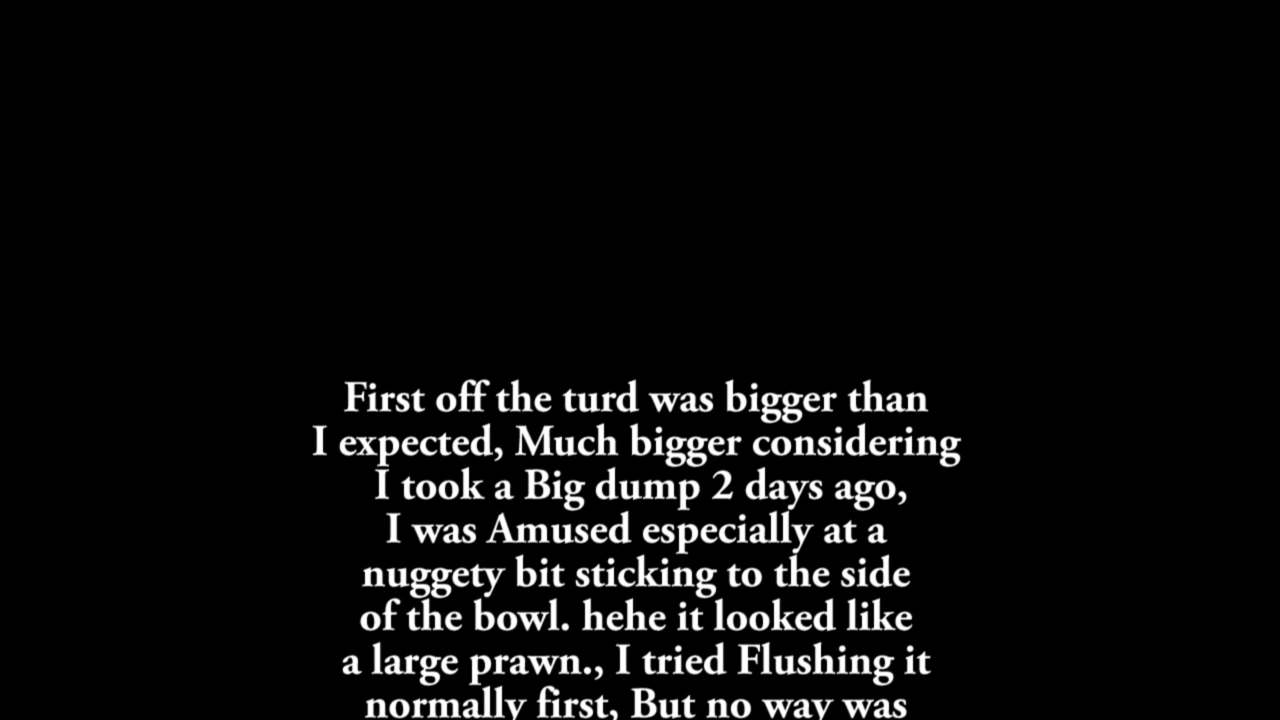 First off the turd was bigger than
I expected, Much bigger considering
I took a Big dump 2 days ago,
I was Amused especially at a
nuggety bit sticking to the side
of the bowl. hehe it looked like
a large prawn., I tried Flushing it
normally first, But no way was